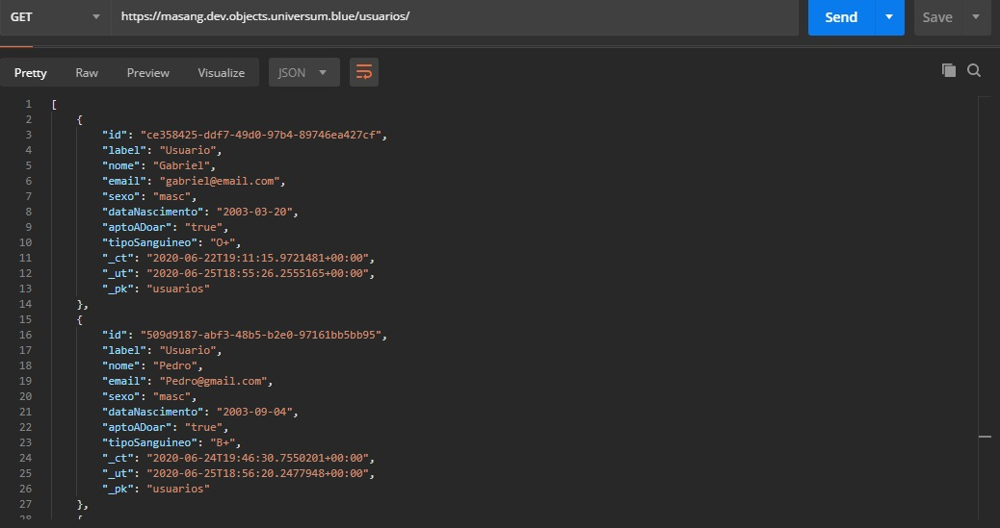 GET https://masang.dev.objects.universum.blue/usuarios/ Send Save
Pretty Raw Preview Visualize JSON
1 [
2 {
3 "id": "ce358425-ddf7-49d0-97b4-89746ea427cf",
4 "label": "Usuario",
5 "nome": "Gabriel",
6 "email": "gabriel@email.com",
7 "sexo": "masc",
8 "dataNascimento": "2003-03-20",
9 "aptoADoar": "true",
10 "tipoSanguineo": "O+",
11 "_ct": "2020-06-22T19:11:15.9721481+00:00",
12 "_ut": "2020-06-25T18:55:26.2555165+00:00",
13 "_pk": "usuarios"
14 },
15 {
16 "id": "509d9187-abf3-48b5-b2e0-97161bb5bb95",
17 "label": "Usuario",
18 "nome": "Pedro",
19 "email": "Pedro@gmail.com",
20 "sexo": "masc",
21 "dataNascimento": "2003-09-04",
22 "aptoADoar": "true",
23 "tipoSanguineo": "B+",
24 "_ct": "2020-06-24T19:46:30.7550201+00:00",
25 "_ut": "2020-06-25T18:56:20.2477948+00:00",
26 "_pk": "usuarios"
27 },
28 {